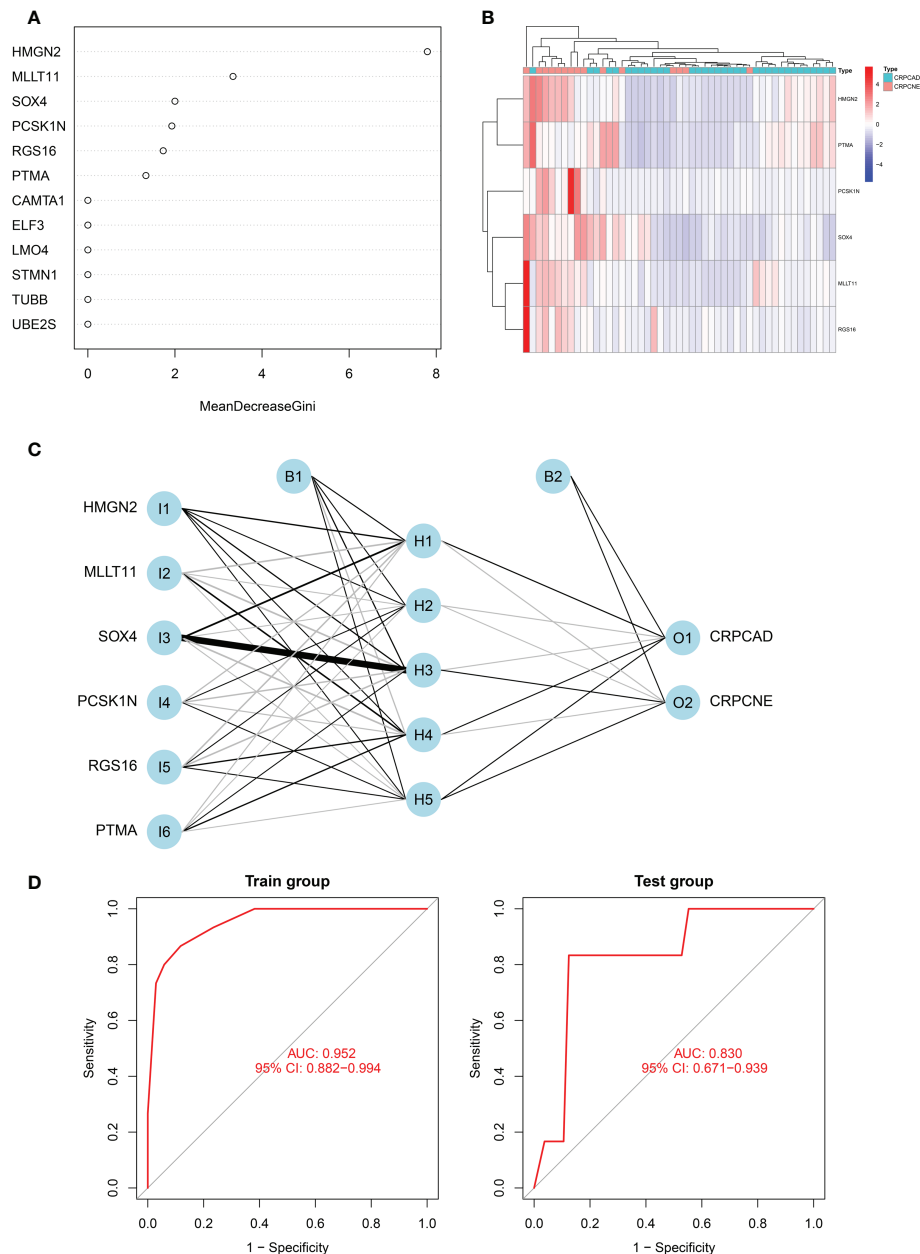 A
HMGN2
MLLT11
SOX4
PCSK1N
RGS16
PTMA
CAMTA1
ELF3
LMO4
STMN1
TUBB
UBE2S
0 2 4 6 8
MeanDecreaseGini
B
Type
Type
CRPCAD
CRPCNE
4
2
0
−2
−4
HMGN2
PTMA
PCSK1N
SOX4
MLLT11
RGS16
C
B1
B2
HMGN2 I1
MLLT11 I2
SOX4 I3
PCSK1N I4
RGS16 I5
PTMA I6
H1
H2
H3
H4
H5
O1 CRPCAD
O2 CRPCNE
D
Train group
Sensitivity
1.0
0.8
0.6
0.4
0.2
0.0
AUC: 0.952
95% CI: 0.882−0.994
0.0 0.2 0.4 0.6 0.8 1.0
1 − Specificity
Test group
Sensitivity
1.0
0.8
0.6
0.4
0.2
0.0
AUC: 0.830
95% CI: 0.671−0.939
0.0 0.2 0.4 0.6 0.8 1.0
1 − Specificity